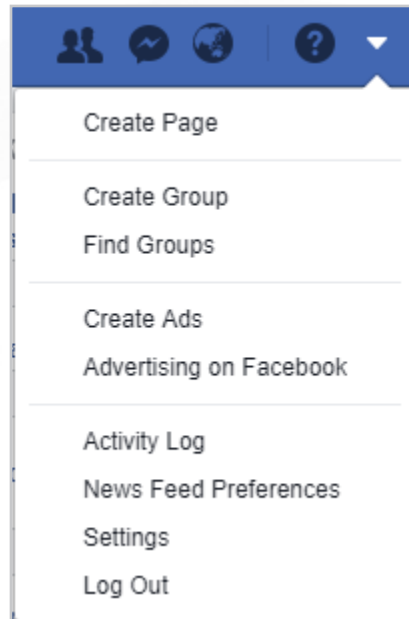 Create Page
Create Group
Find Groups
Create Ads
Advertising on Facebook
Activity Log
News Feed Preferences
Settings
Log Out